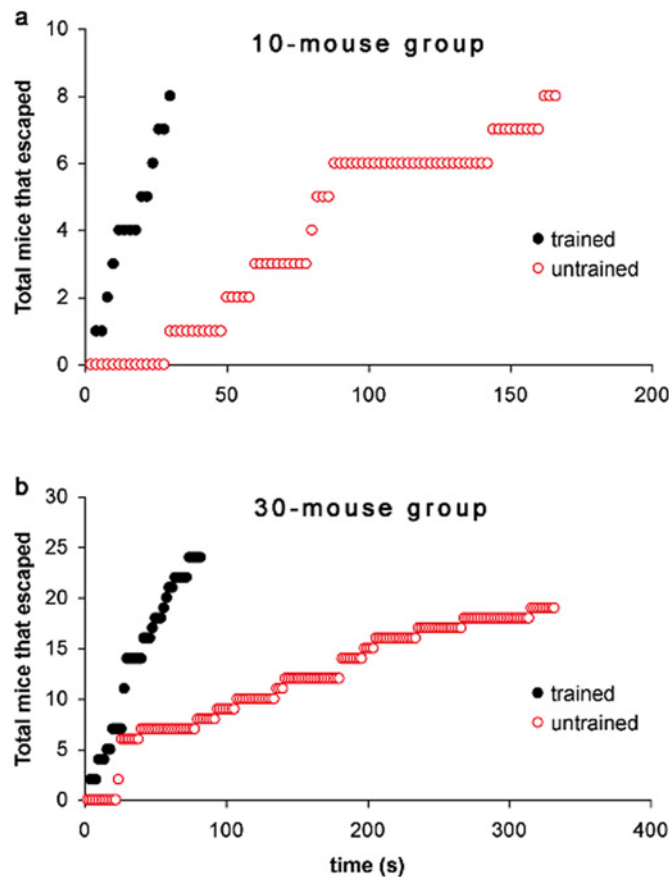 a
10-mouse group
Total mice that escaped
10
8
6
4
2
0
0 50 100 150 200
trained
untrained
b
30-mouse group
Total mice that escaped
30
25
20
15
10
5
0
0 100 200 300 400
trained
untrained
time (s)